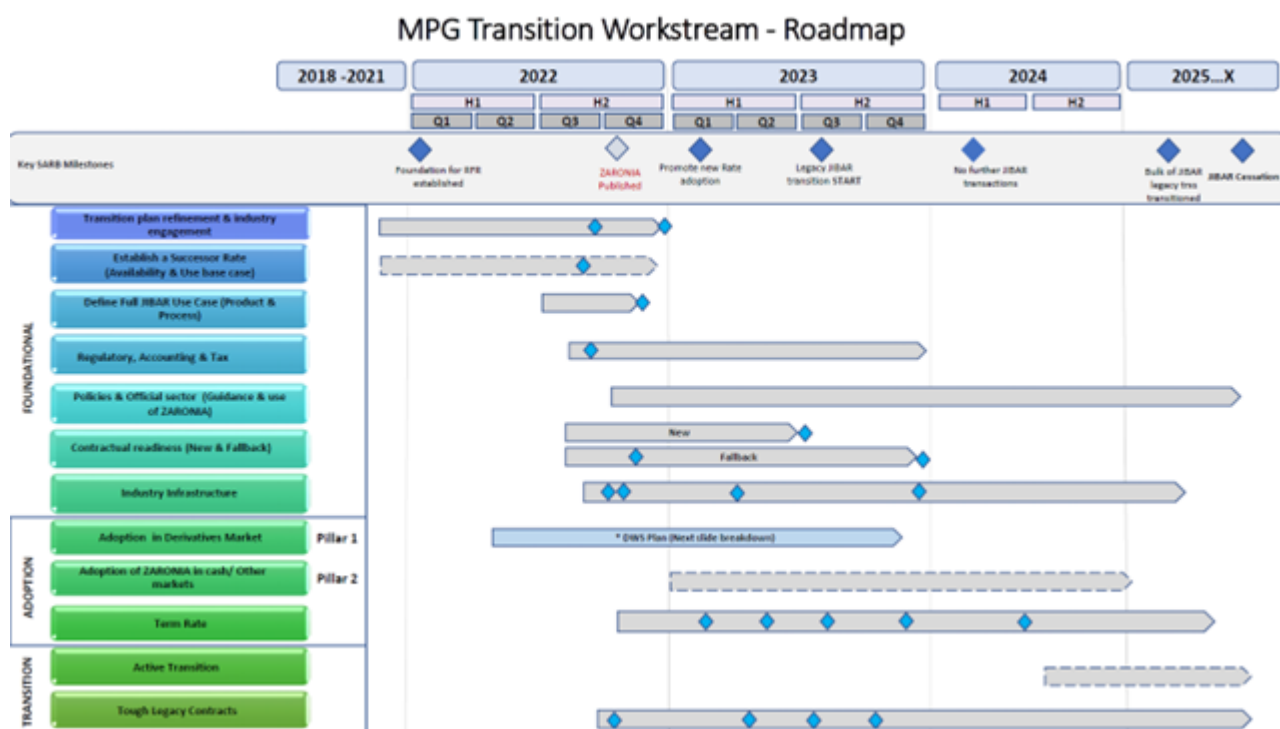 MPG Transition Workstream - Roadmap
2018 -2021
2022
2023
2024
2025...X
H1
H2
H1
H2
H1
H2
Q1
Q2
Q3
Q4
Q1
Q2
Q3
Q4
Key SARB Milestones
Foundation for RFR
established
ZARONIA
Published
Promote new Rate
adoption
Legacy JIBAR
transition START
No further JIBAR
transactions
Bulk of JIBAR
legacy trxs
transitioned
JIBAR Cessation
FOUNDATIONAL
Transition plan refinement & industry
engagement
Establish a Successor Rate
(Availability & Use base case)
Define Full JIBAR Use Case (Product &
Process)
Regulatory, Accounting & Tax
Policies & Official sector (Guidance & use
of ZARONIA)
Contractual readiness (New & Fallback)
New
Fallback
Industry Infrastructure
ADOPTION
Adoption in Derivatives Market
Pillar 1
* DWS Plan (Next slide breakdown)
Adoption of ZARONIA in cash/ Other
markets
Pillar 2
Term Rate
TRANSITION
Active Transition
Tough Legacy Contracts